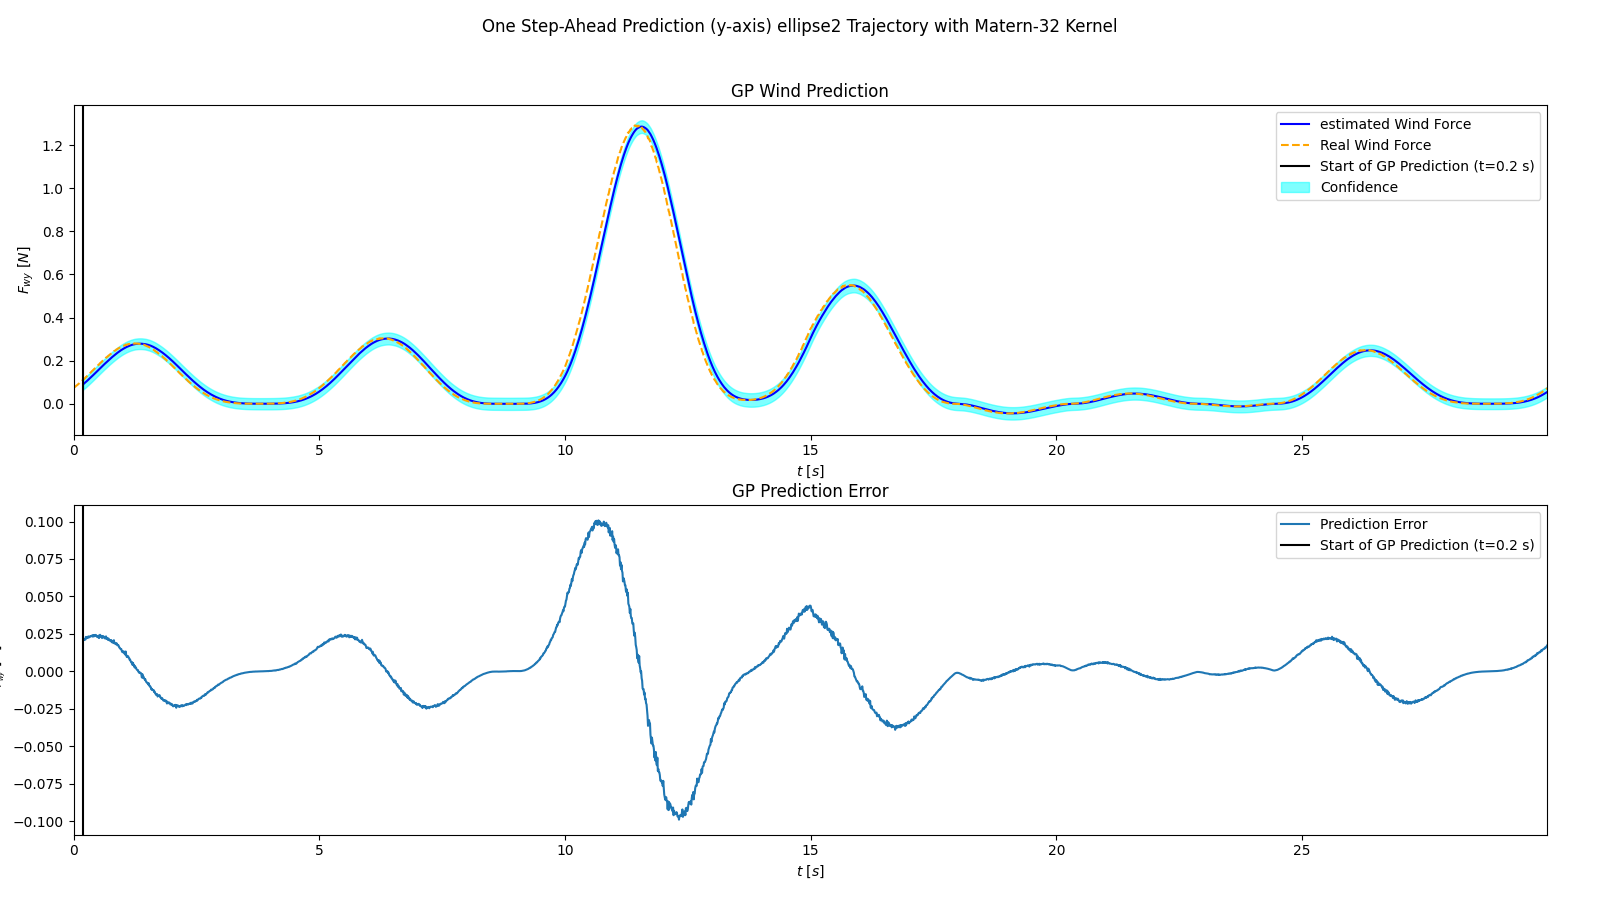 One Step-Ahead Prediction (y-axis) ellipse2 Trajectory with Matern-32 Kernel
GP Wind Prediction
estimated Wind Force
Real Wind Force
Start of GP Prediction (t=0.2 s)
Confidence
1.2
1.0
0.8
0.6
0.4
0.2
0.0
F_wy [N]
0 5 10 15 20 25
t [s]
GP Prediction Error
Prediction Error
Start of GP Prediction (t=0.2 s)
0.100
0.075
0.050
0.025
0.000
−0.025
−0.050
−0.075
−0.100
0 5 10 15 20 25
t [s]